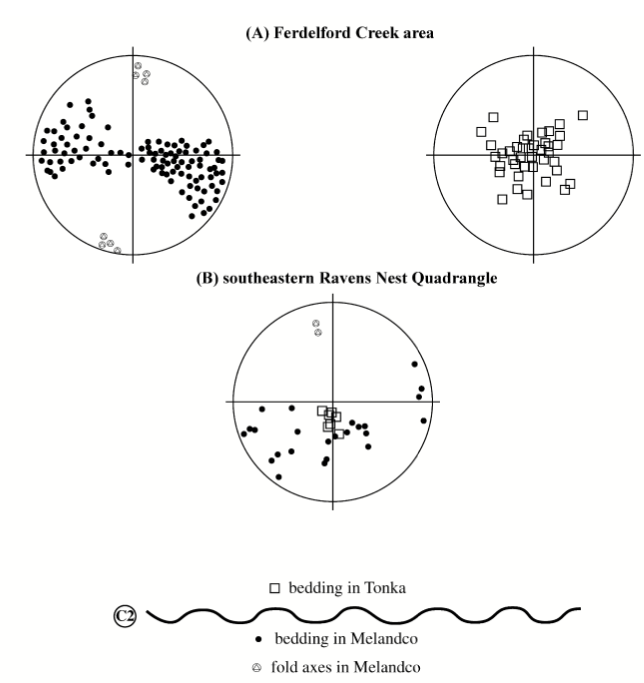 (A) Ferdelford Creek area
(B) southeastern Ravens Nest Quadrangle
bedding in Tonka
C2
bedding in Melandco
fold axes in Melandco